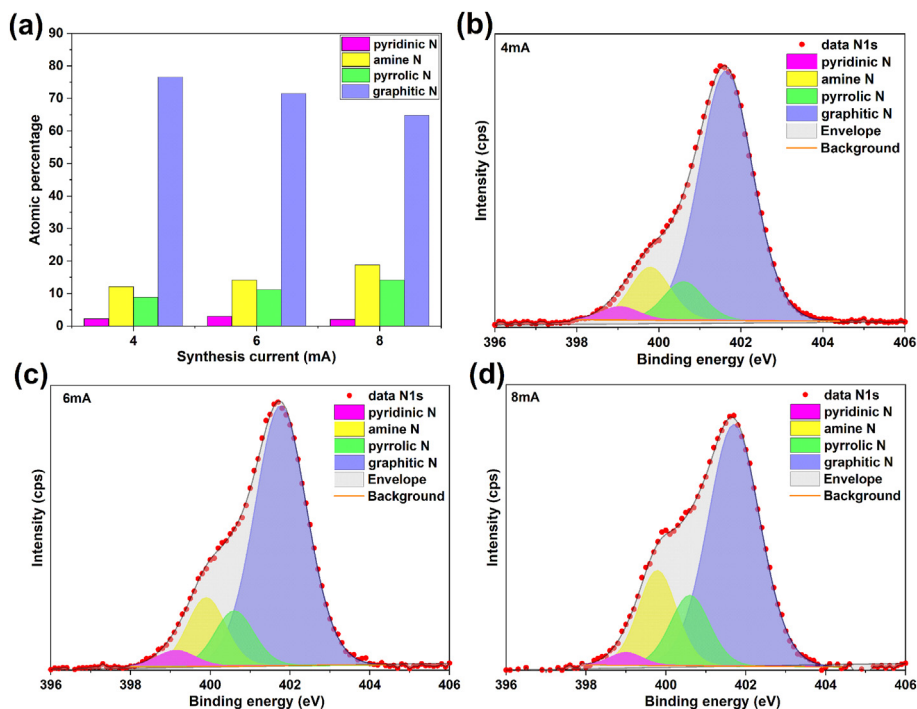 (a)
90
80
70
60
50
40
30
20
10
0
Atomic percentage
pyridinic N
amine N
pyrrolic N
graphitic N
4
6
8
Synthesis current (mA)
(b)
4mA
Intensity (cps)
data N1s
pyridinic N
amine N
pyrrolic N
graphitic N
Envelope
Background
396
398
400
402
404
406
Binding energy (eV)
(c)
6mA
Intensity (cps)
data N1s
pyridinic N
amine N
pyrrolic N
graphitic N
Envelope
Background
396
398
400
402
404
406
Binding energy (eV)
(d)
8mA
Intensity (cps)
data N1s
pyridinic N
amine N
pyrrolic N
graphitic N
Envelope
Background
396
398
400
402
404
406
Binding energy (eV)